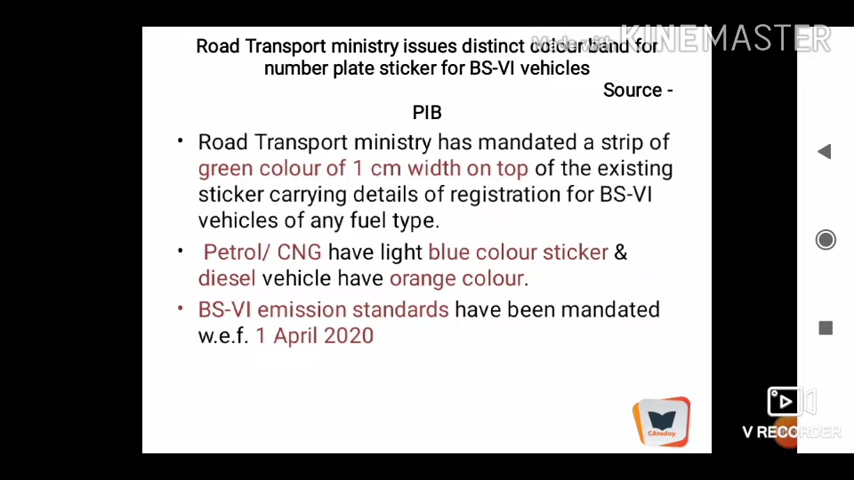 Made with KINEMASTER
Road Transport ministry issues distinct colour band for
number plate sticker for BS-VI vehicles
Source -
PIB
• Road Transport ministry has mandated a strip of
green colour of 1 cm width on top of the existing
sticker carrying details of registration for BS-VI
vehicles of any fuel type.
• Petrol/ CNG have light blue colour sticker &
diesel vehicle have orange colour.
• BS-VI emission standards have been mandated
w.e.f. 1 April 2020
GKtoday
V RECORDER